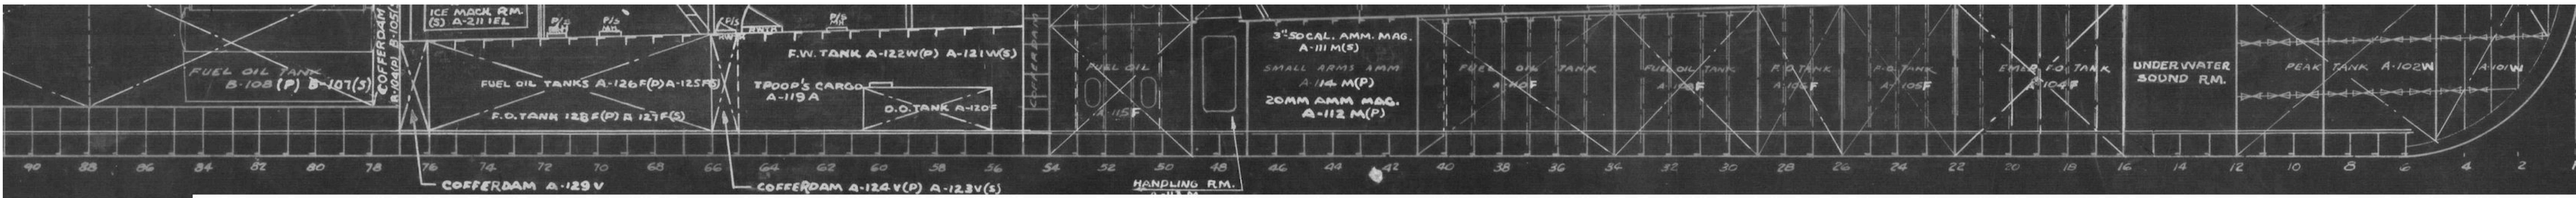 ICE MACH RM.
(S) A-211 IEL
COFFERDAM
B-104(P) B-105(S
FUEL OIL TANK
B-108 (P) B-107(S)
P/S
P/S
MH
P/S
P/S
MH
FUEL OIL TANKS A-126F(P) A-125F(S)
F.O. TANK 128F(P) A 127F(S)
F.W. TANK A-122W(P) A-121W(S)
TROOP'S CARGO
A-119A
D.O. TANK A-120F
COFFERDAM
COFFERDAM
FUEL OIL
A-115F
3"50 CAL. AMM. MAG.
A-111 M(S)
SMALL ARMS AMM
A-114 M(P)
20MM AMM MAG.
A-112 M(P)
FUEL OIL TANK
FUEL OIL TANK
F.O. TANK
F.O. TANK
A-105F
EMER F.O. TANK
A-104F
UNDERWATER
SOUND RM.
PEAK TANK A-102W
A-101W
90 88 86 84 82 80 78 76 74 72 70 68 66 64 62 60 58 56 54 52 50 48 46 44 42 40 38 36 34 32 30 28 26 24 22 20 18 16 14 12 10 8 6 4 2
COFFERDAM A-129V
COFFERDAM A-124V(P) A-123V(S)
HANDLING RM.